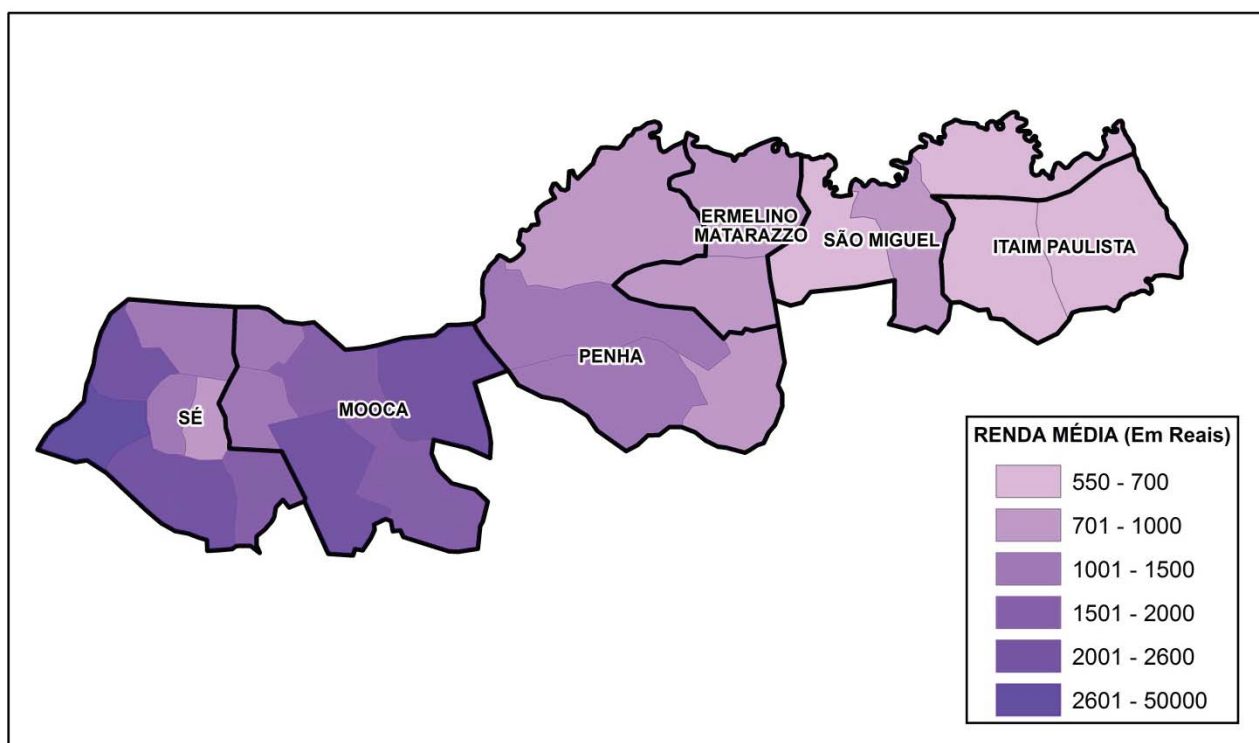 ERMELINO
MATARAZZO
SÃO MIGUEL
ITAIM PAULISTA
PENHA
SÉ
MOOCA
RENDA MÉDIA (Em Reais)
550 - 700
701 - 1000
1001 - 1500
1501 - 2000
2001 - 2600
2601 - 50000